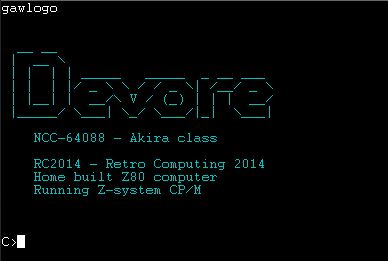 gawlogo
Devore
NCC-64088 - Akira class
RC2014 - Retro Computing 2014
Home built Z80 computer
Running Z-system CP/M
C>